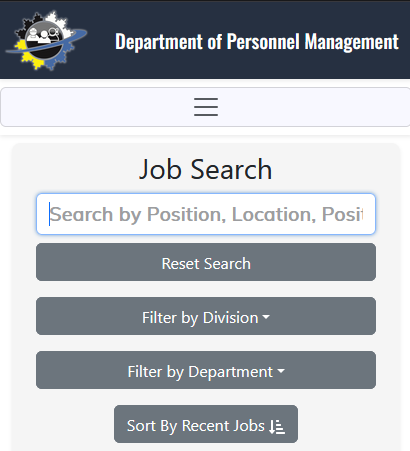 Department of Personnel Management
Job Search
Search by Position, Location, Posit
Reset Search
Filter by Division
Filter by Department
Sort By Recent Jobs